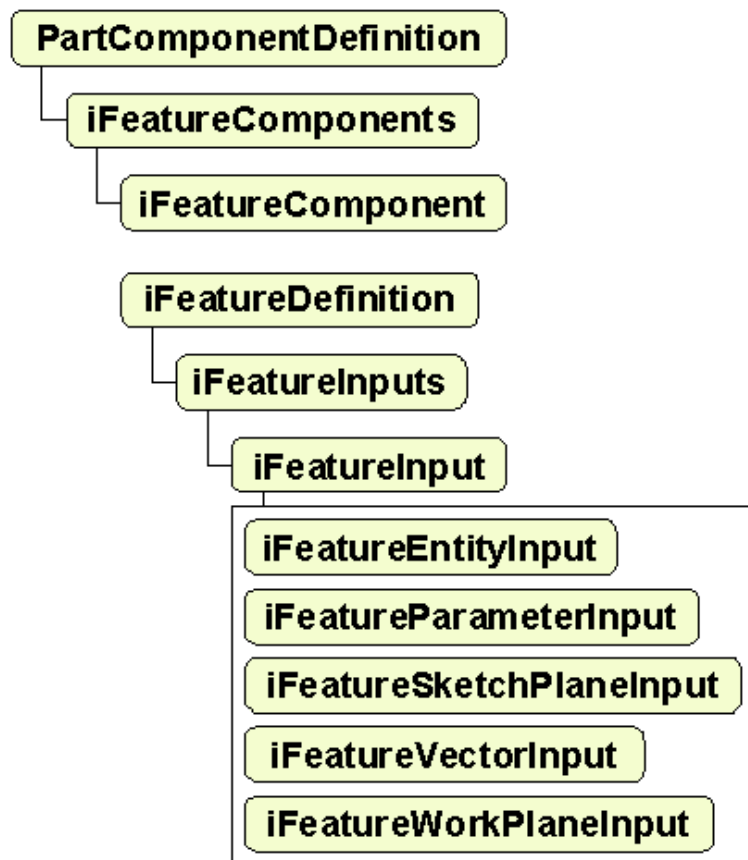 PartComponentDefinition
iFeatureComponents
iFeatureComponent
iFeatureDefinition
iFeatureInputs
iFeatureInput
iFeatureEntityInput
iFeatureParameterInput
iFeatureSketchPlaneInput
iFeatureVectorInput
iFeatureWorkPlaneInput